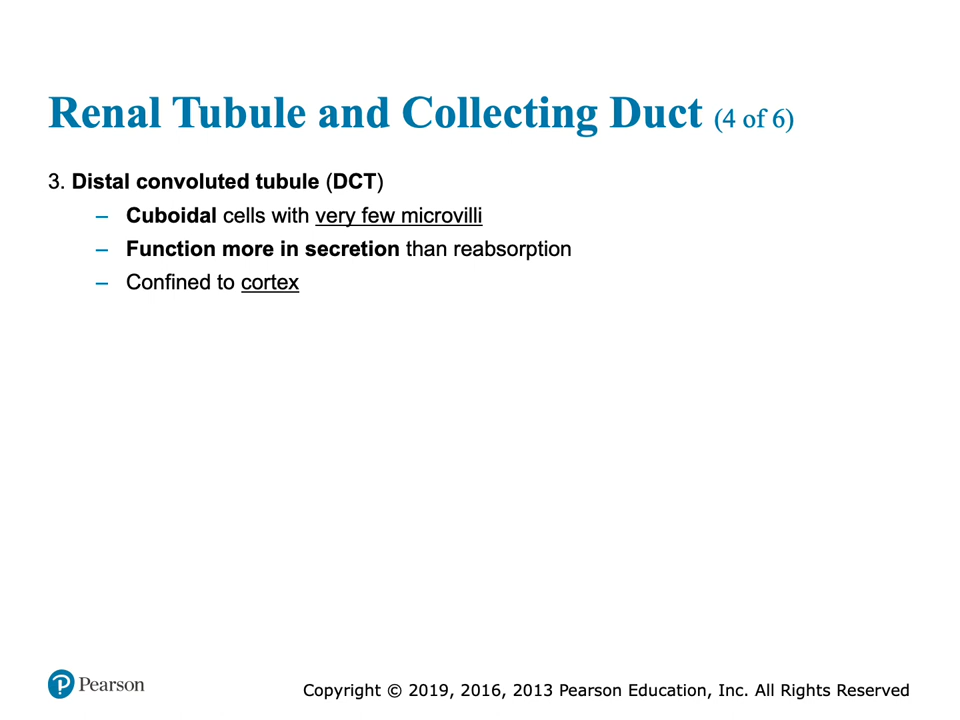 Renal Tubule and Collecting Duct (4 of 6)
3. Distal convoluted tubule (DCT)
– Cuboidal cells with very few microvilli
– Function more in secretion than reabsorption
– Confined to cortex
P Pearson
Copyright © 2019, 2016, 2013 Pearson Education, Inc. All Rights Reserved